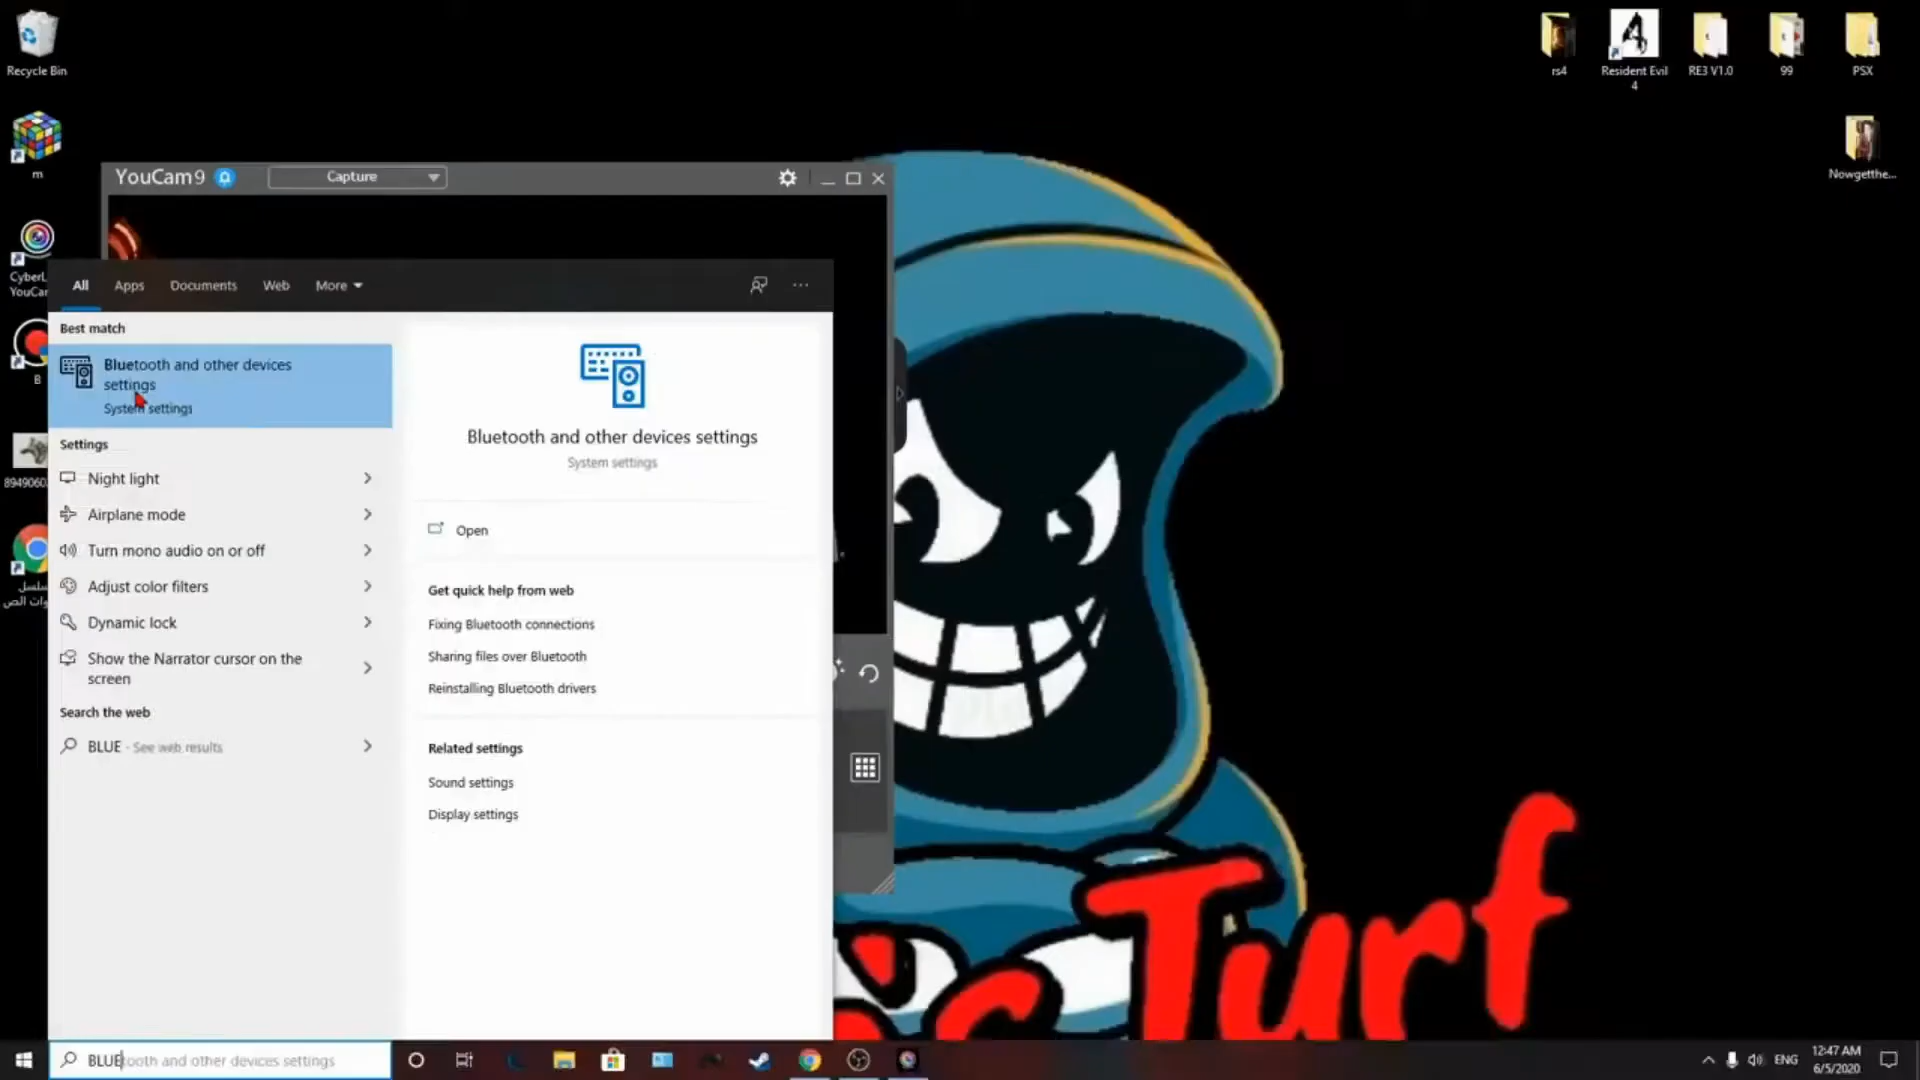 Recycle Bin
m
CyberL
YouCam
B
8949060
rs4
Resident Evil
4
RE3 V1.0
99
PSX
Nowgetthe...
YouCam9
Capture
All
Apps
Documents
Web
More
Best match
Bluetooth and other devices
settings
System settings
Settings
Night light
Airplane mode
Turn mono audio on or off
Adjust color filters
Dynamic lock
Show the Narrator cursor on the
screen
Search the web
BLUE - See web results
Bluetooth and other devices settings
System settings
Open
Get quick help from web
Fixing Bluetooth connections
Sharing files over Bluetooth
Reinstalling Bluetooth drivers
Related settings
Sound settings
Display settings
Turf
BLUEtooth and other devices settings
ENG
12:47 AM
6/5/2020